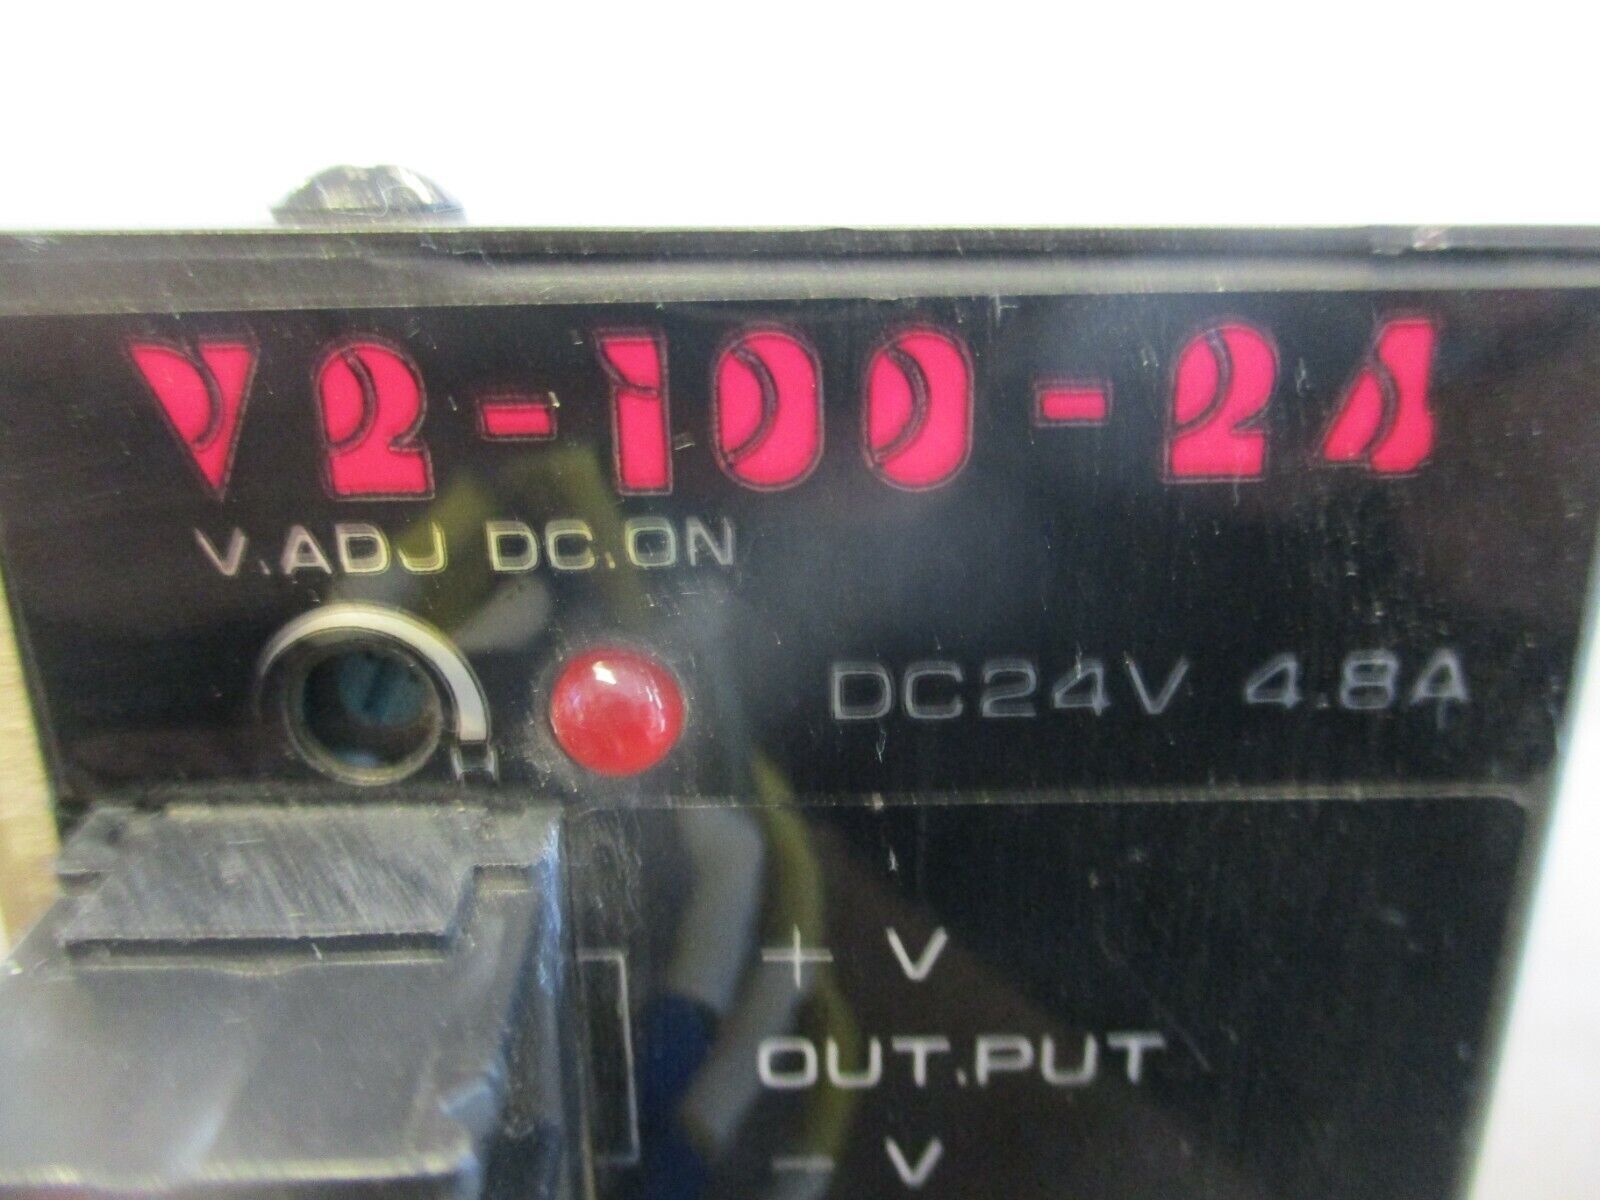 V2-100-24
V.ADJ DC.ON
H
DC24V 4.8A
+ V
OUT.PUT
- V